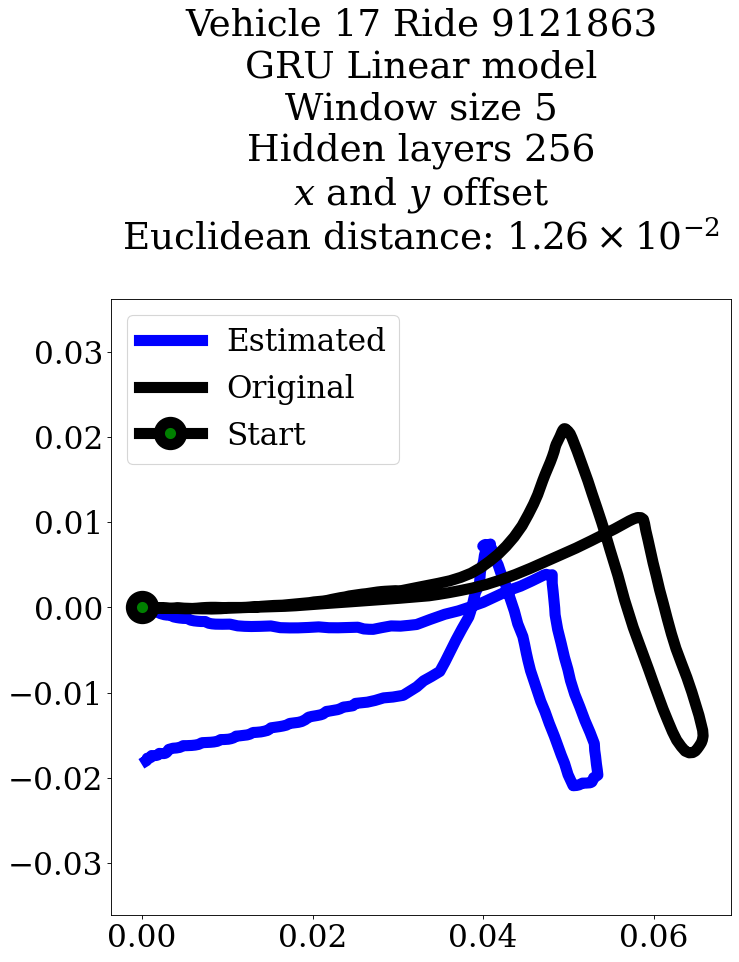 Vehicle 17 Ride 9121863
GRU Linear model
Window size 5
Hidden layers 256
x and y offset
Euclidean distance: 1.26 × 10⁻²
Estimated
Original
Start
0.03
0.02
0.01
0.00
−0.01
−0.02
−0.03
0.00 0.02 0.04 0.06